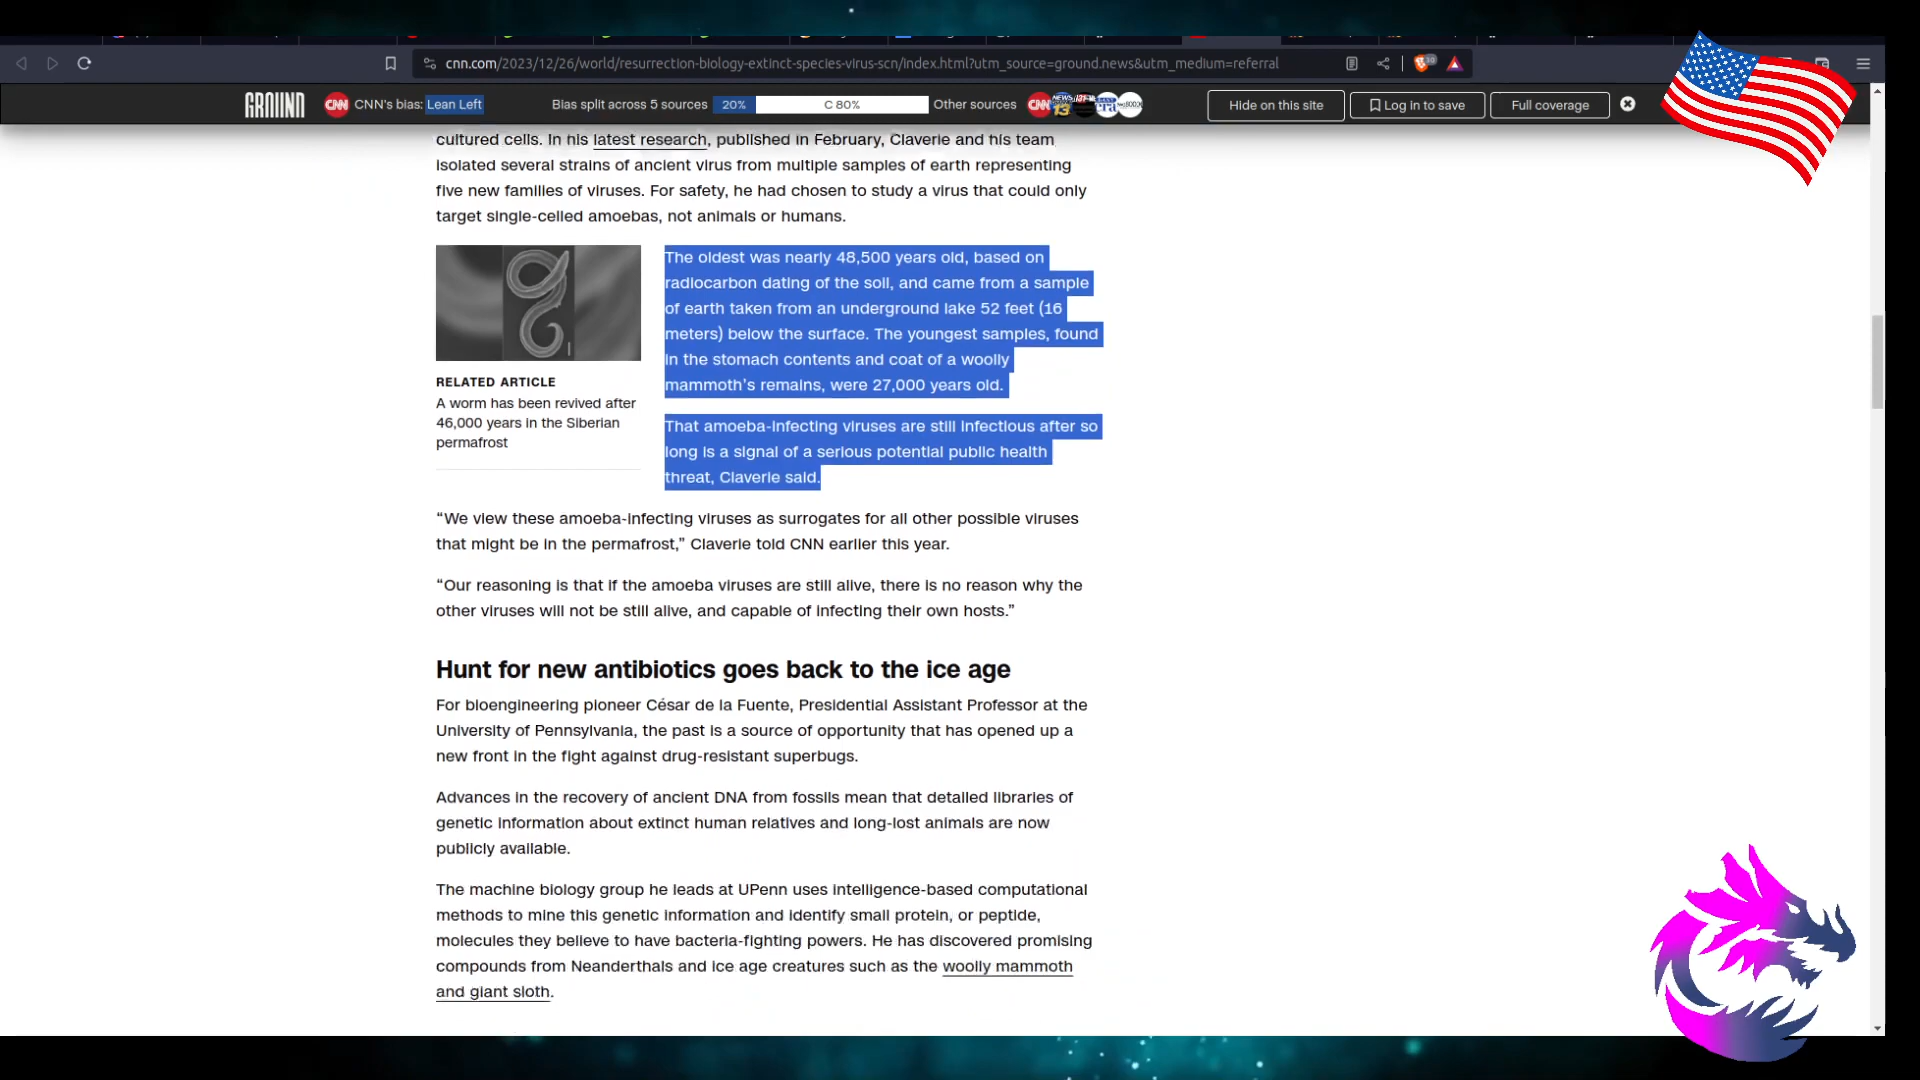 cnn.com/2023/12/26/world/resurrection-biology-extinct-species-virus-scn/index.html?utm_source=ground.news&utm_medium=referral
GROUND CNN CNN's bias: Lean Left Bias split across 5 sources 20% C 80% Other sources CNN NEWS 13 Hide on this site Log in to save Full coverage
cultured cells. In his latest research, published in February, Claverie and his team
isolated several strains of ancient virus from multiple samples of earth representing
five new families of viruses. For safety, he had chosen to study a virus that could only
target single-celled amoebas, not animals or humans.
RELATED ARTICLE
A worm has been revived after
46,000 years in the Siberian
permafrost
The oldest was nearly 48,500 years old, based on
radiocarbon dating of the soil, and came from a sample
of earth taken from an underground lake 52 feet (16
meters) below the surface. The youngest samples, found
in the stomach contents and coat of a woolly
mammoth's remains, were 27,000 years old.
That amoeba-infecting viruses are still infectious after so
long is a signal of a serious potential public health
threat, Claverie said.
“We view these amoeba-infecting viruses as surrogates for all other possible viruses
that might be in the permafrost,” Claverie told CNN earlier this year.
“Our reasoning is that if the amoeba viruses are still alive, there is no reason why the
other viruses will not be still alive, and capable of infecting their own hosts.”
Hunt for new antibiotics goes back to the ice age
For bioengineering pioneer César de la Fuente, Presidential Assistant Professor at the
University of Pennsylvania, the past is a source of opportunity that has opened up a
new front in the fight against drug-resistant superbugs.
Advances in the recovery of ancient DNA from fossils mean that detailed libraries of
genetic information about extinct human relatives and long-lost animals are now
publicly available.
The machine biology group he leads at UPenn uses intelligence-based computational
methods to mine this genetic information and identify small protein, or peptide,
molecules they believe to have bacteria-fighting powers. He has discovered promising
compounds from Neanderthals and ice age creatures such as the woolly mammoth
and giant sloth.